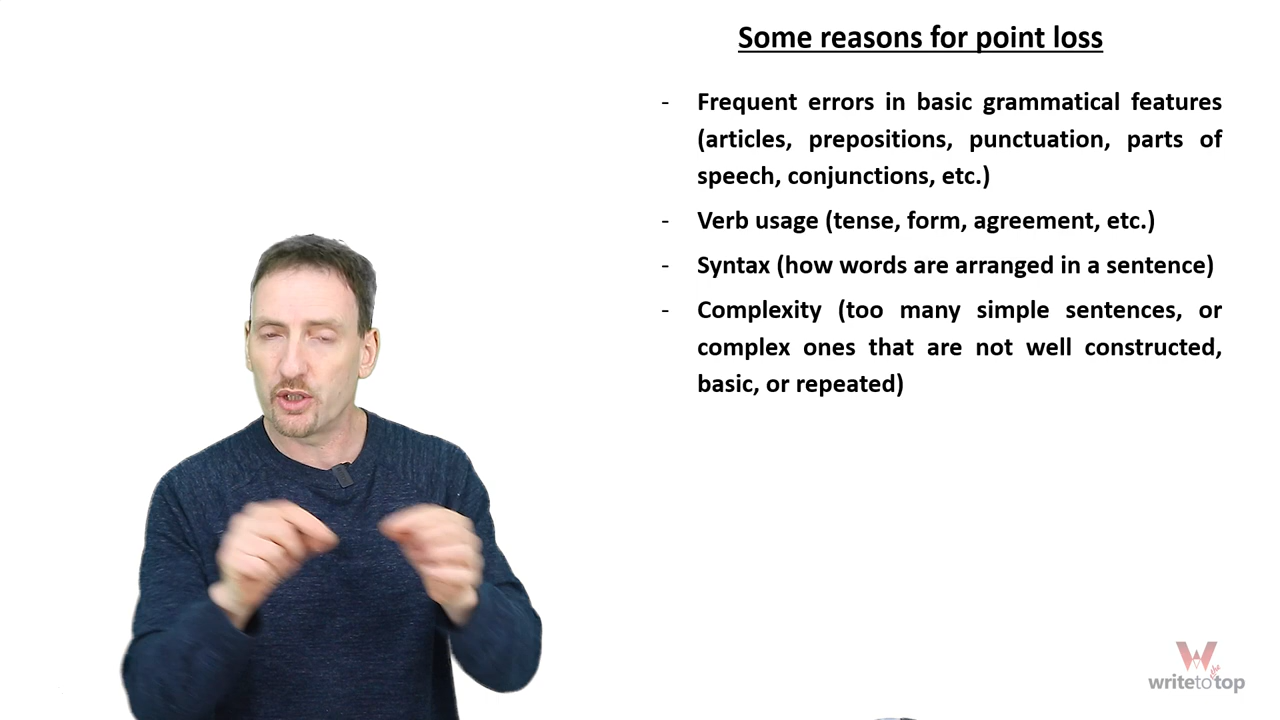 Some reasons for point loss
- Frequent errors in basic grammatical features
(articles, prepositions, punctuation, parts of
speech, conjunctions, etc.)
- Verb usage (tense, form, agreement, etc.)
- Syntax (how words are arranged in a sentence)
- Complexity (too many simple sentences, or
complex ones that are not well constructed,
basic, or repeated)
W
the
writetotop